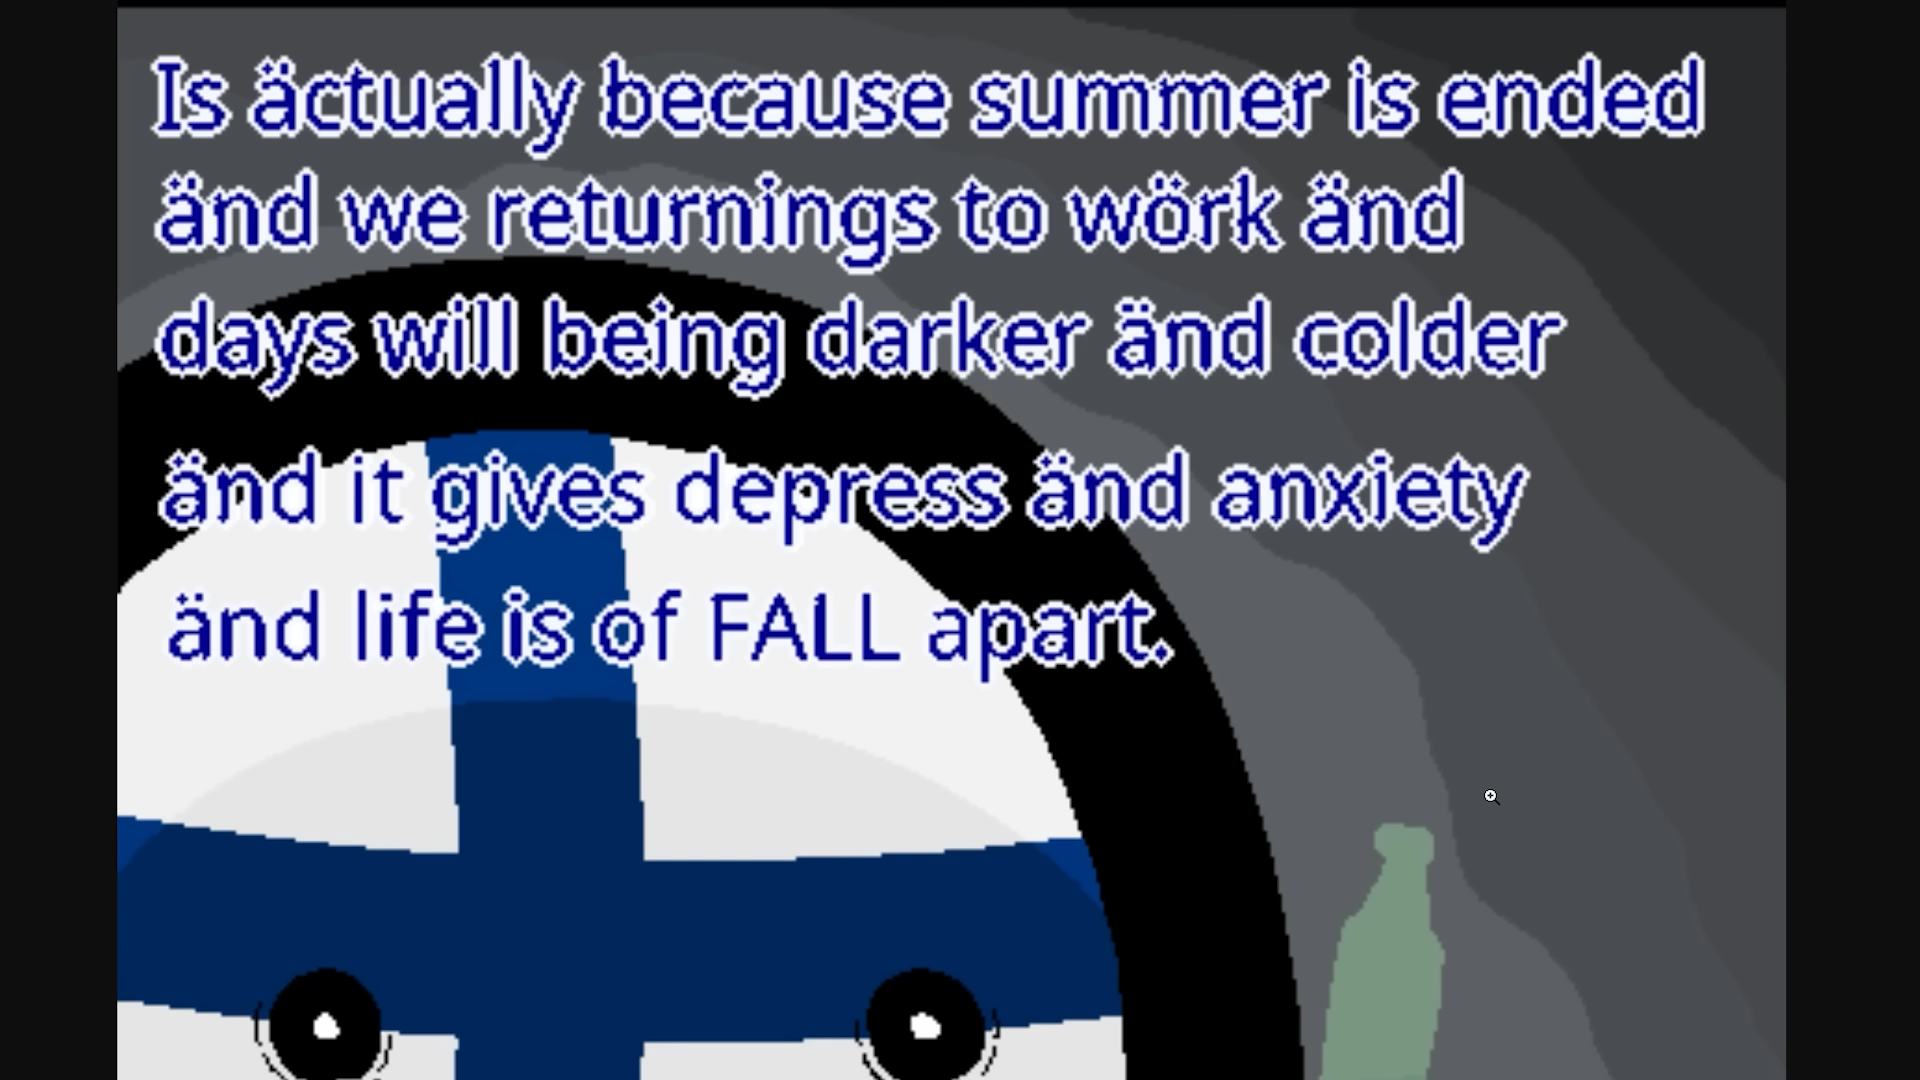 Is äctually because summer is ended
änd we returnings to wörk änd
days will being darker änd colder
änd it gives depress änd anxiety
änd life is of FALL apart.